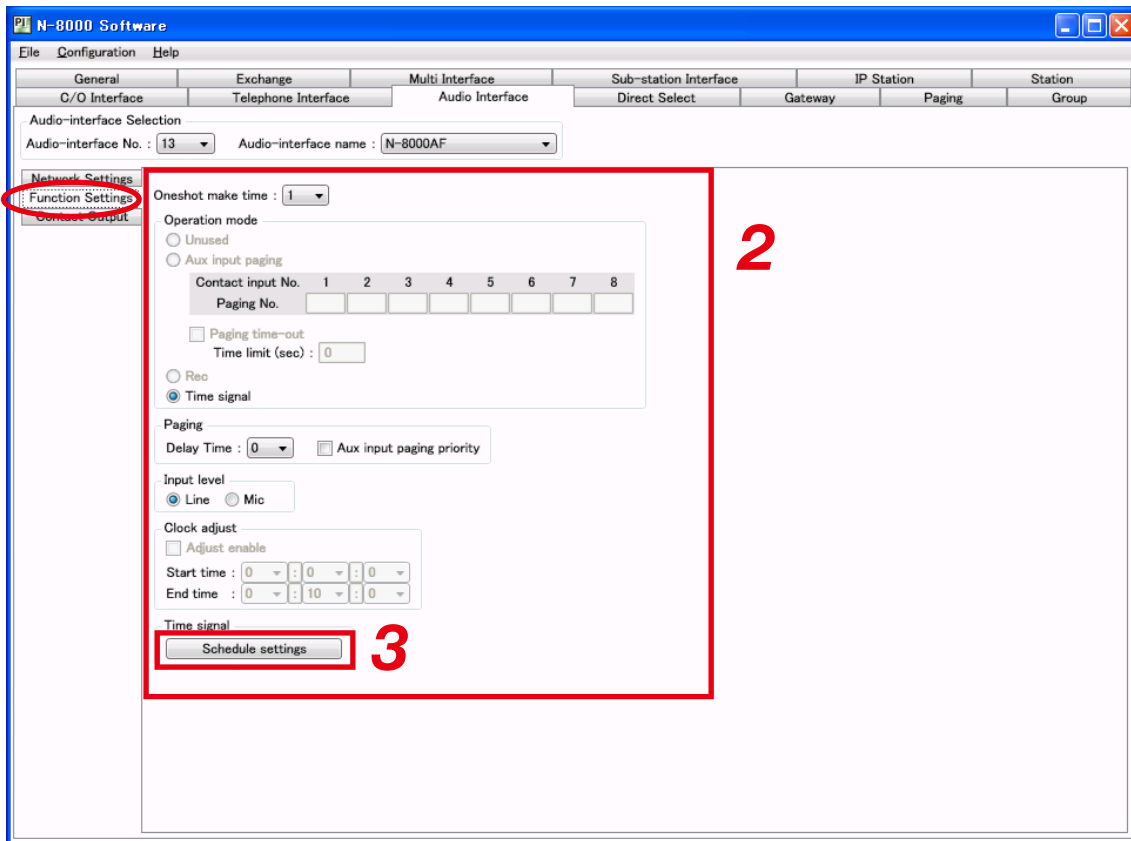 PI N-8000 Software
File Configuration Help
General Exchange Multi Interface Sub-station Interface IP Station Station
C/O Interface Telephone Interface Audio Interface Direct Select Gateway Paging Group
Audio-interface Selection
Audio-interface No. : 13 Audio-interface name : N-8000AF
Network Settings
Function Settings
Contact Output
Oneshot make time : 1
Operation mode
Unused
Aux input paging
2
Contact input No. 1 2 3 4 5 6 7 8
Paging No.
Paging time-out
Time limit (sec) : 0
Rec
Time signal
Paging
Delay Time : 0 Aux input paging priority
Input level
Line Mic
Clock adjust
Adjust enable
Start time : 0 : 0 : 0
End time : 0 : 10 : 0
Time signal
Schedule settings
3